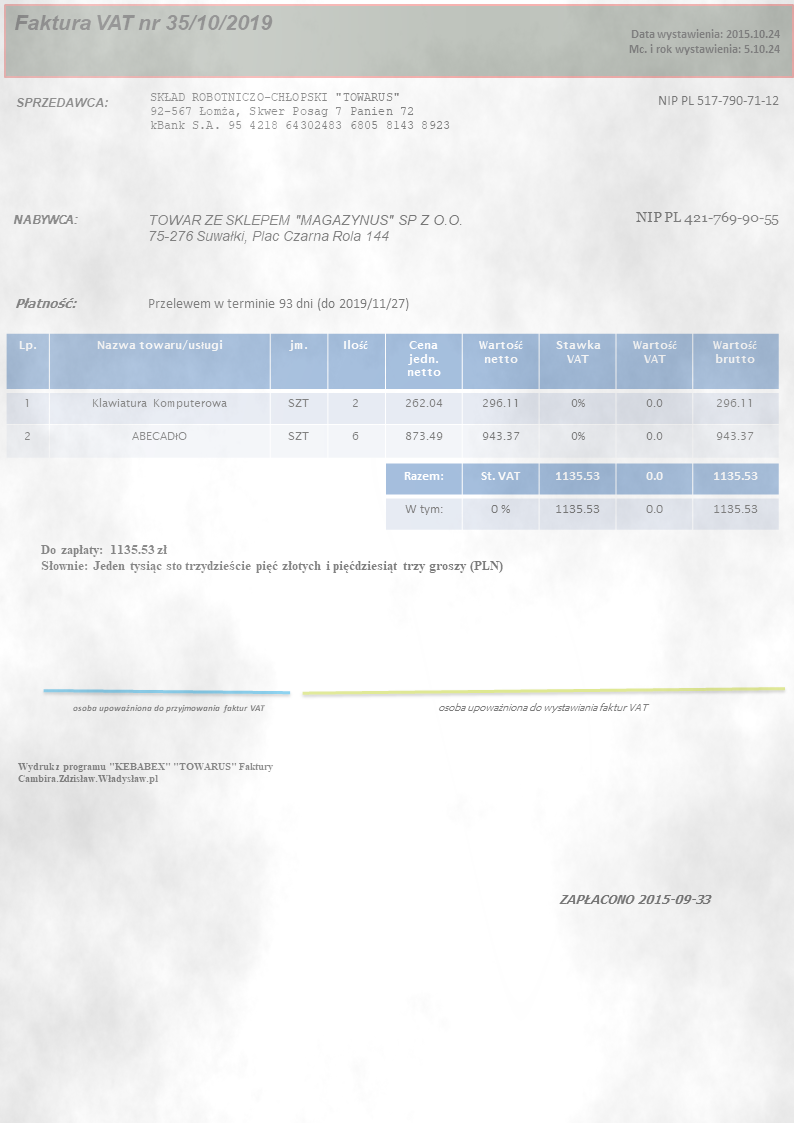 Faktura VAT nr 35/10/2019
Data wystawienia: 2015.10.24
Mc. i rok wystawienia: 5.10.24
SPRZEDAWCA:
SKŁAD ROBOTNICZO-CHŁOPSKI "TOWARUS"
92-567 Łomża, Skwer Posag 7 Panien 72
kBank S.A. 95 4218 64302483 6805 8143 8923
NIP PL 517-790-71-12
NABYWCA:
TOWAR ZE SKLEPEM "MAGAZYNUS" SP Z O.O.
75-276 Suwałki, Plac Czarna Rola 144
NIP PL 421-769-90-55
Płatność: Przelewem w terminie 93 dni (do 2019/11/27)
Lp. Nazwa towaru/usługi jm. Ilość Cena jedn. netto Wartość netto Stawka VAT Wartość VAT Wartość brutto
1 Klawiatura Komputerowa SZT 2 262.04 296.11 0% 0.0 296.11
2 ABECADłO SZT 6 873.49 943.37 0% 0.0 943.37
Razem: St. VAT 1135.53 0.0 1135.53
W tym: 0 % 1135.53 0.0 1135.53
Do zapłaty: 1135.53 zł
Słownie: Jeden tysiąc sto trzydzieście pięć złotych i pięćdziesiąt trzy groszy (PLN)
osoba upoważniona do przyjmowania faktur VAT
osoba upoważniona do wystawiania faktur VAT
Wydruk z programu "KEBABEX" "TOWARUS" Faktury
Cambira.Zdzisław.Władysław.pl
ZAPŁACONO 2015-09-33